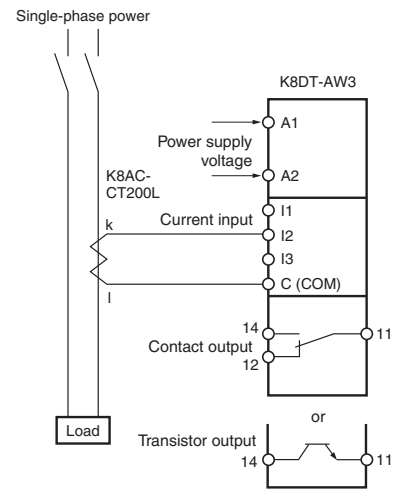 Single-phase power
K8DT-AW3
A1
Power supply
voltage
A2
K8AC-
CT200L
I1
k
Current input
I2
I3
l
C (COM)
14
11
Contact output
12
or
Load
Transistor output
14
11